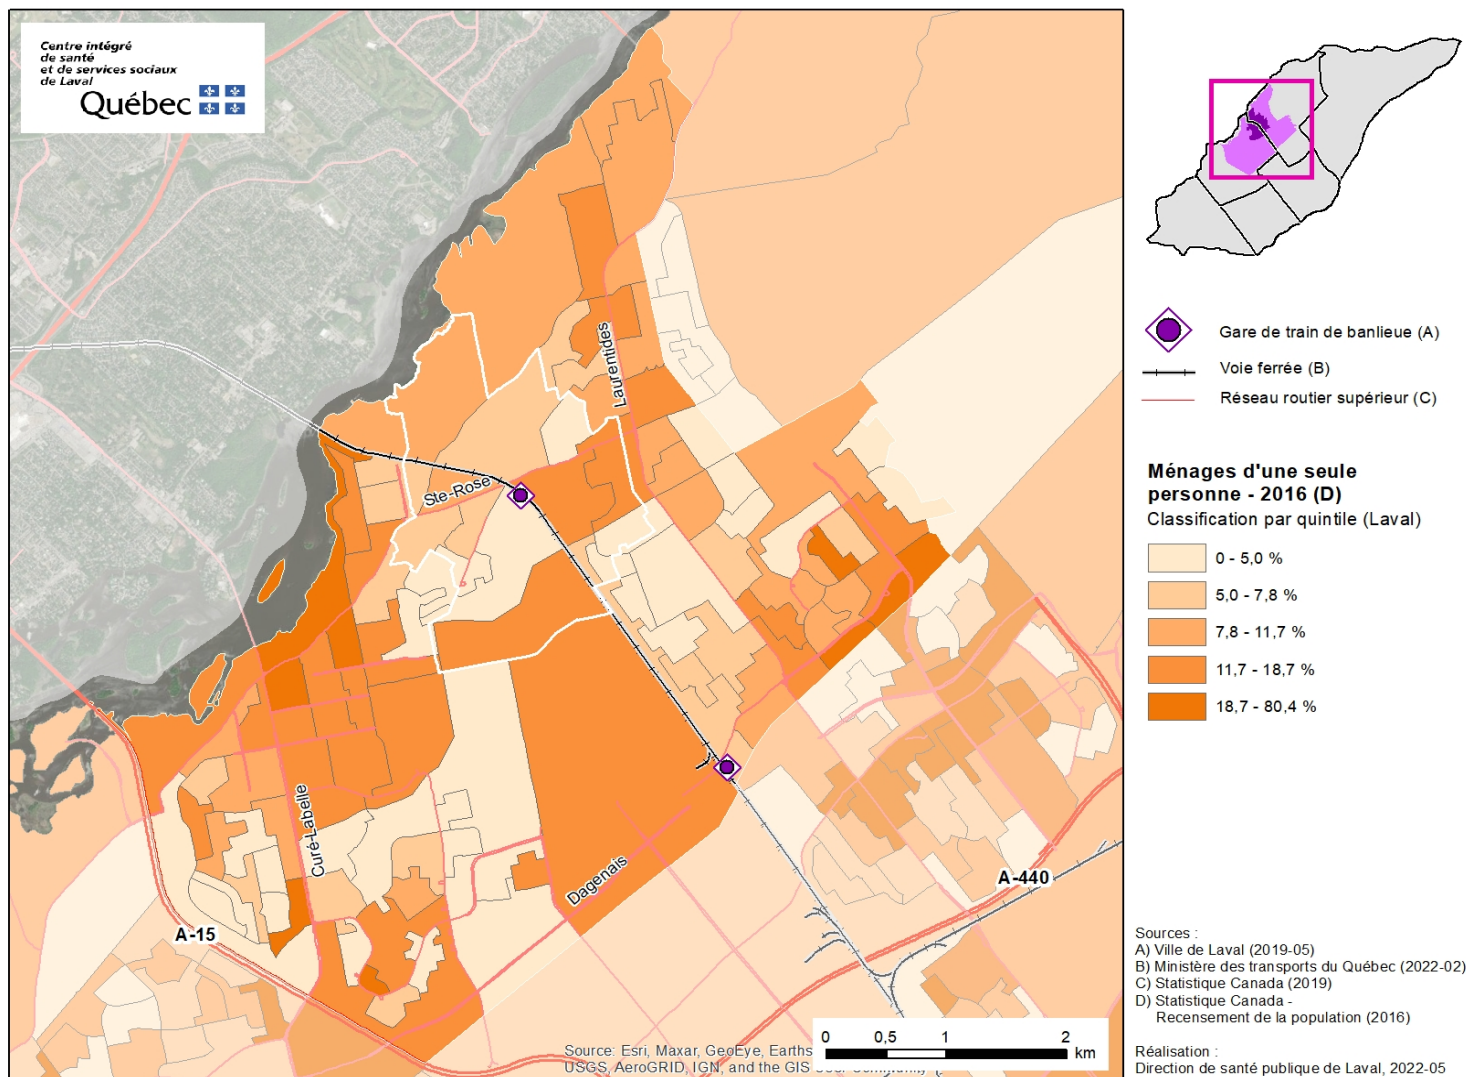 Centre intégré
de santé
et de services sociaux
de Laval
Québec
Laurentides
Ste-Rose
Curé-Labelle
Dagenais
A-15
A-440
Source: Esri, Maxar, GeoEye, Earths
USGS, AeroGRID, IGN, and the GIS User Community
0 0,5 1 2
km
Gare de train de banlieue (A)
Voie ferrée (B)
Réseau routier supérieur (C)
Ménages d'une seule
personne - 2016 (D)
Classification par quintile (Laval)
0 - 5,0 %
5,0 - 7,8 %
7,8 - 11,7 %
11,7 - 18,7 %
18,7 - 80,4 %
Sources :
A) Ville de Laval (2019-05)
B) Ministère des transports du Québec (2022-02)
C) Statistique Canada (2019)
D) Statistique Canada -
Recensement de la population (2016)
Réalisation :
Direction de santé publique de Laval, 2022-05